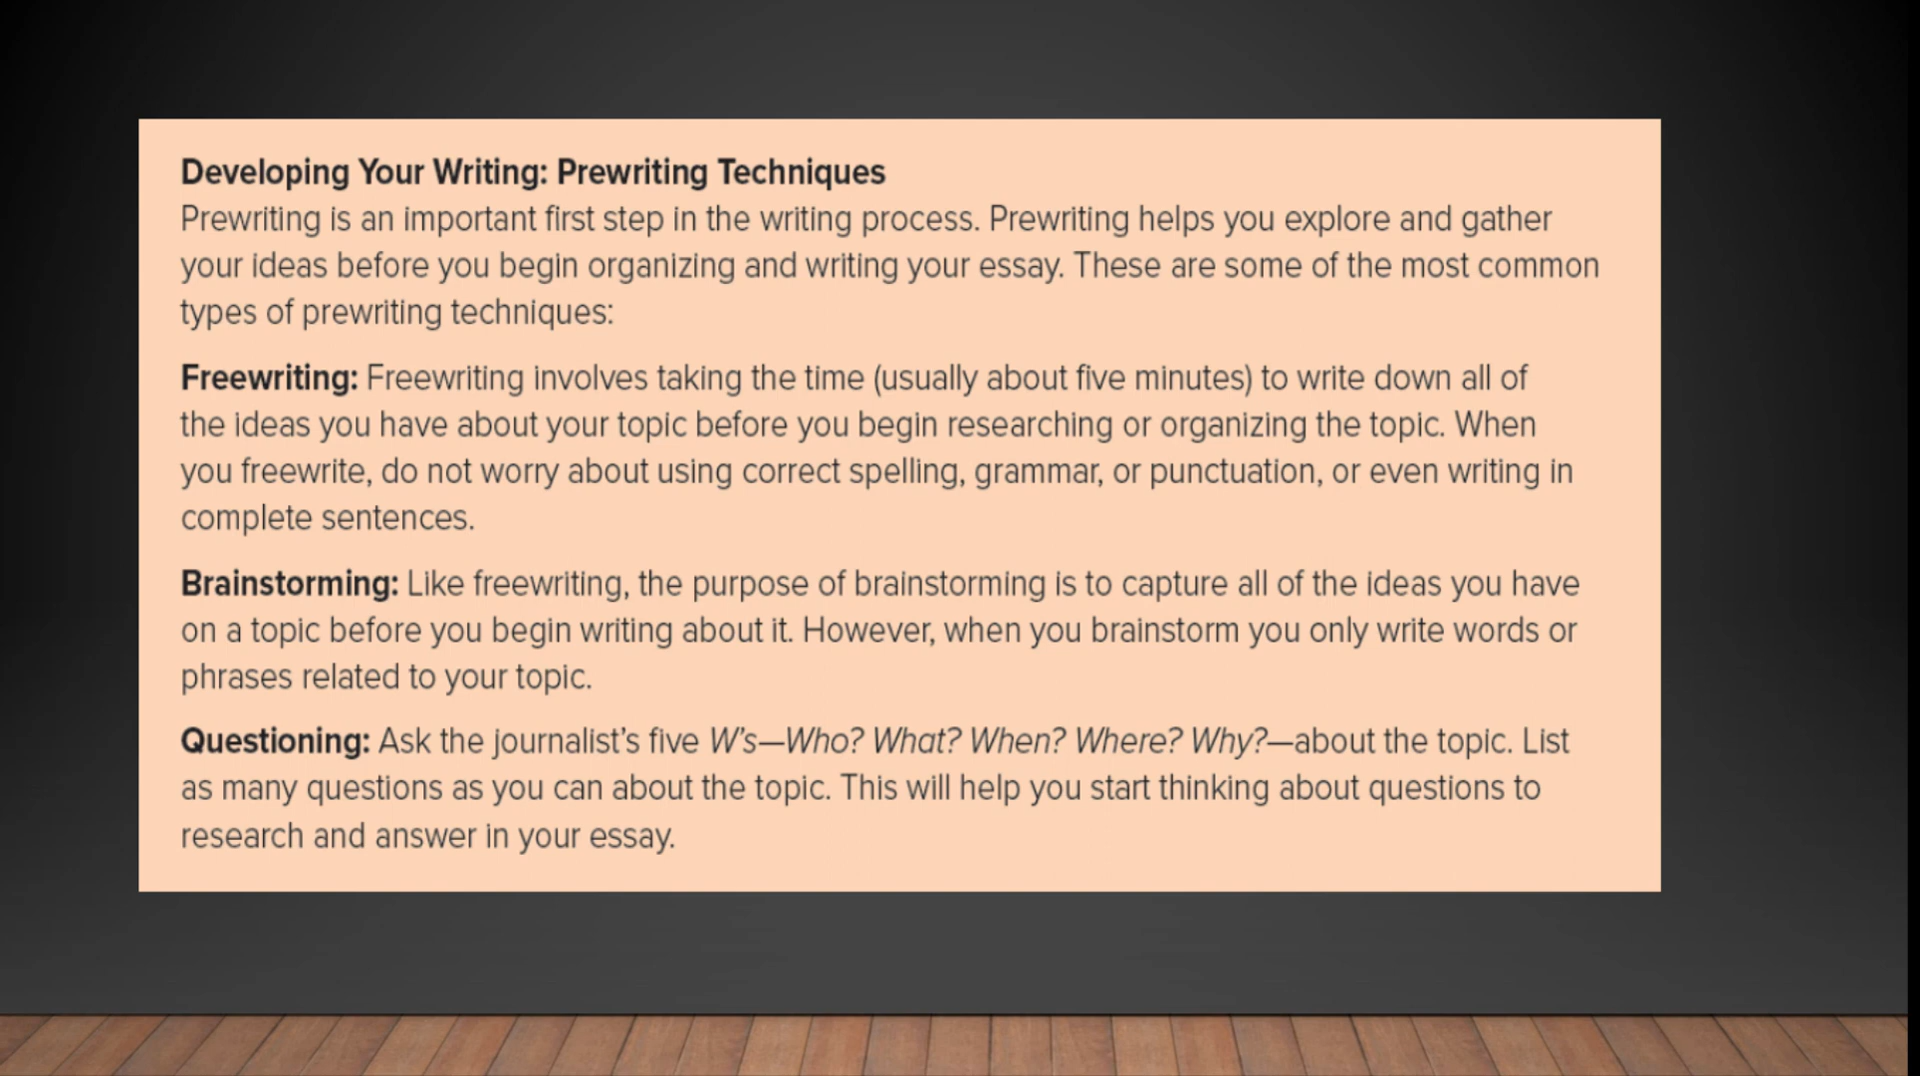 Developing Your Writing: Prewriting Techniques
Prewriting is an important first step in the writing process. Prewriting helps you explore and gather
your ideas before you begin organizing and writing your essay. These are some of the most common
types of prewriting techniques:
Freewriting: Freewriting involves taking the time (usually about five minutes) to write down all of
the ideas you have about your topic before you begin researching or organizing the topic. When
you freewrite, do not worry about using correct spelling, grammar, or punctuation, or even writing in
complete sentences.
Brainstorming: Like freewriting, the purpose of brainstorming is to capture all of the ideas you have
on a topic before you begin writing about it. However, when you brainstorm you only write words or
phrases related to your topic.
Questioning: Ask the journalist’s five W’s—Who? What? When? Where? Why?—about the topic. List
as many questions as you can about the topic. This will help you start thinking about questions to
research and answer in your essay.